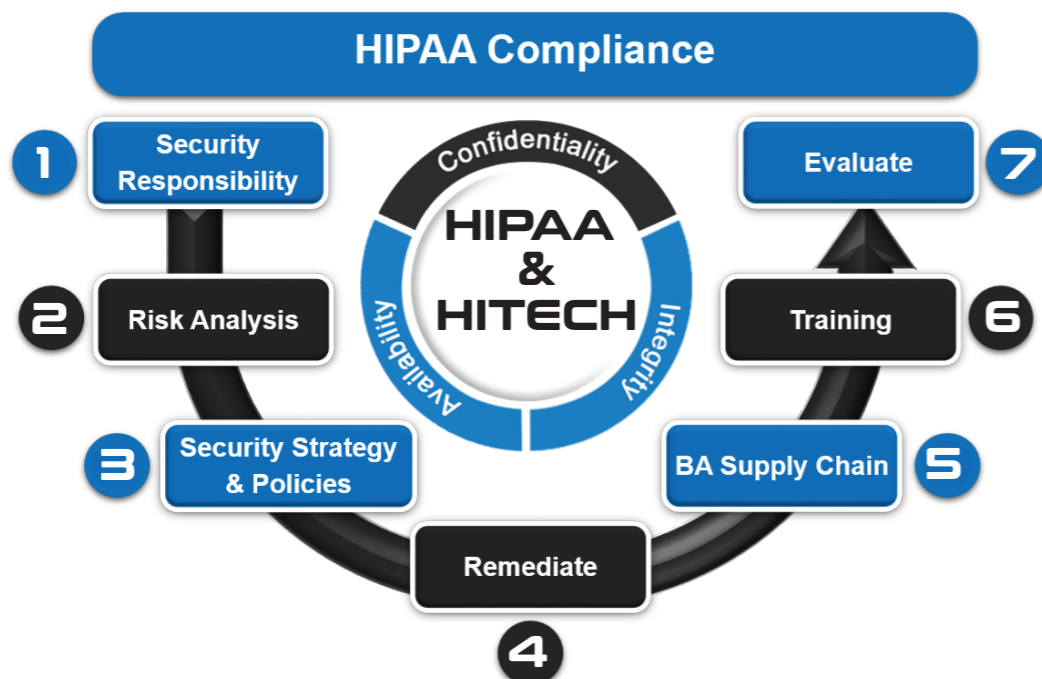 HIPAA Compliance
1
Security
Responsibility
2
Risk Analysis
3
Security Strategy
& Policies
Remediate
4
BA Supply Chain
5
Training
6
Evaluate
7
Confidentiality
Integrity
Availability
HIPAA
&
HITECH